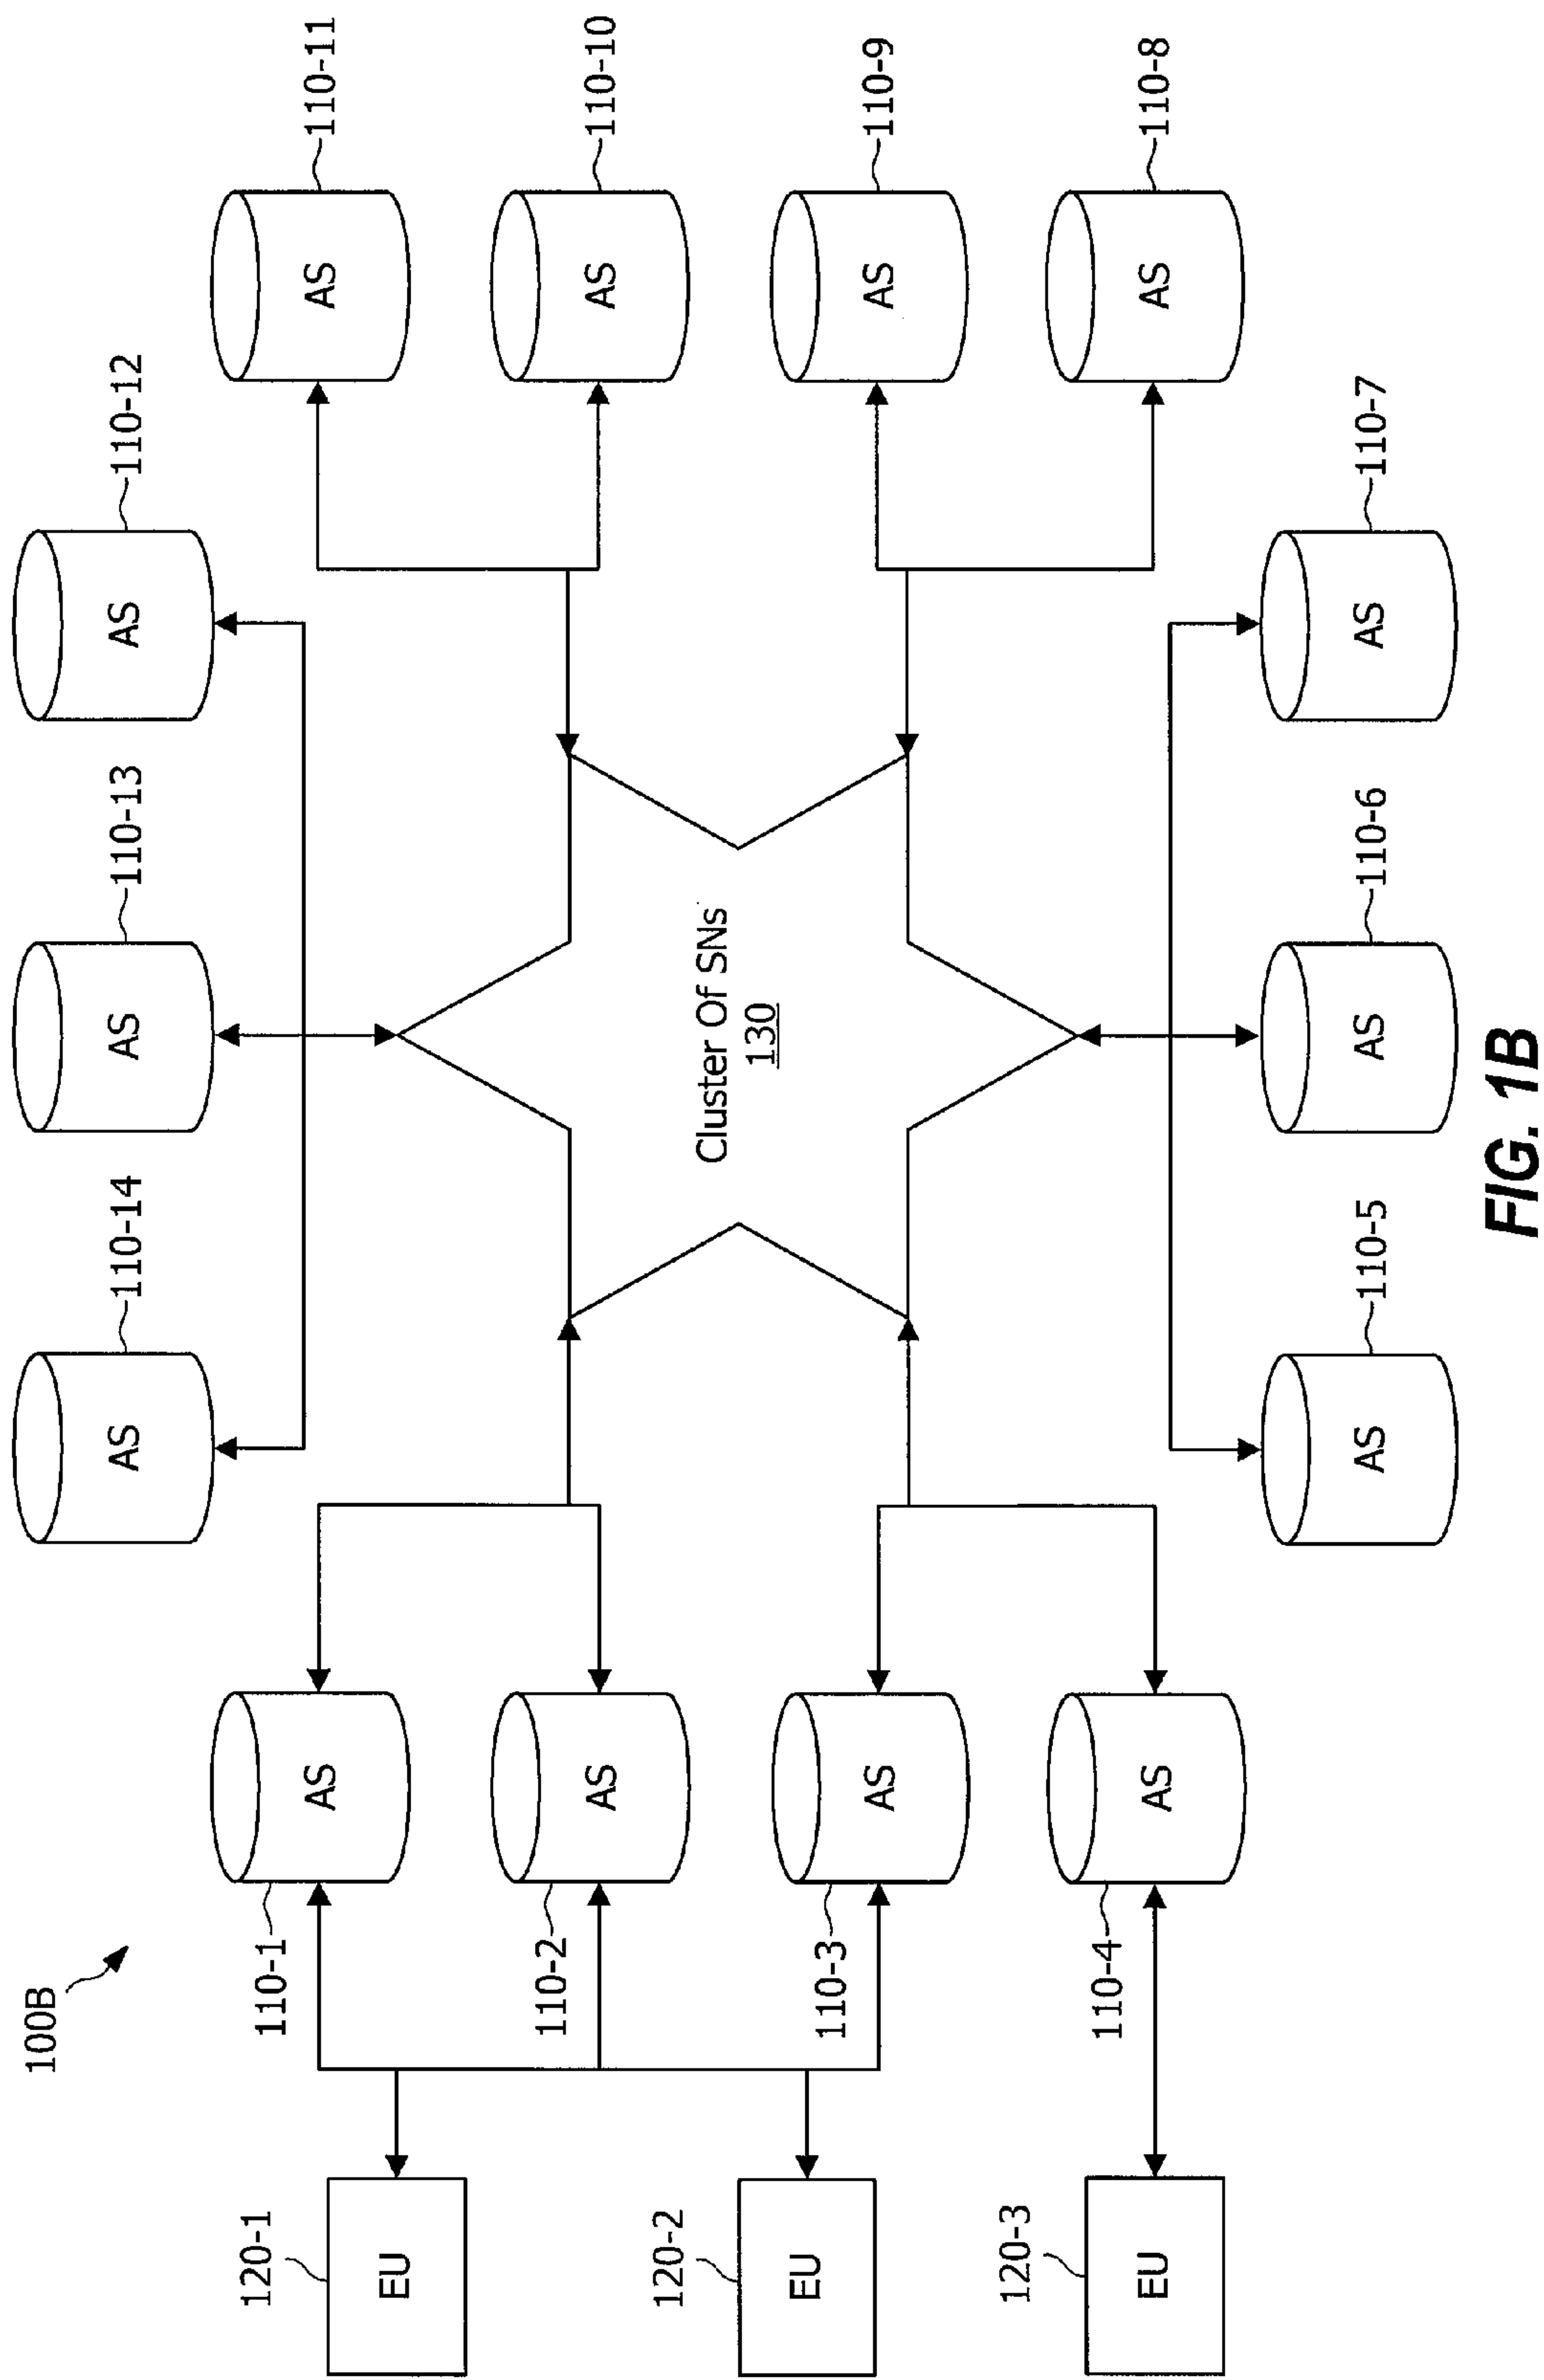 100B
110-14
AS
110-13
AS
110-12
AS
110-1
AS
AS
110-11
120-1
EU
110-2
AS
AS
110-10
Cluster Of SNs
130
120-2
EU
110-3
AS
AS
110-9
120-3
EU
110-4
AS
AS
110-8
110-5
AS
110-6
AS
110-7
AS
FIG. 1B